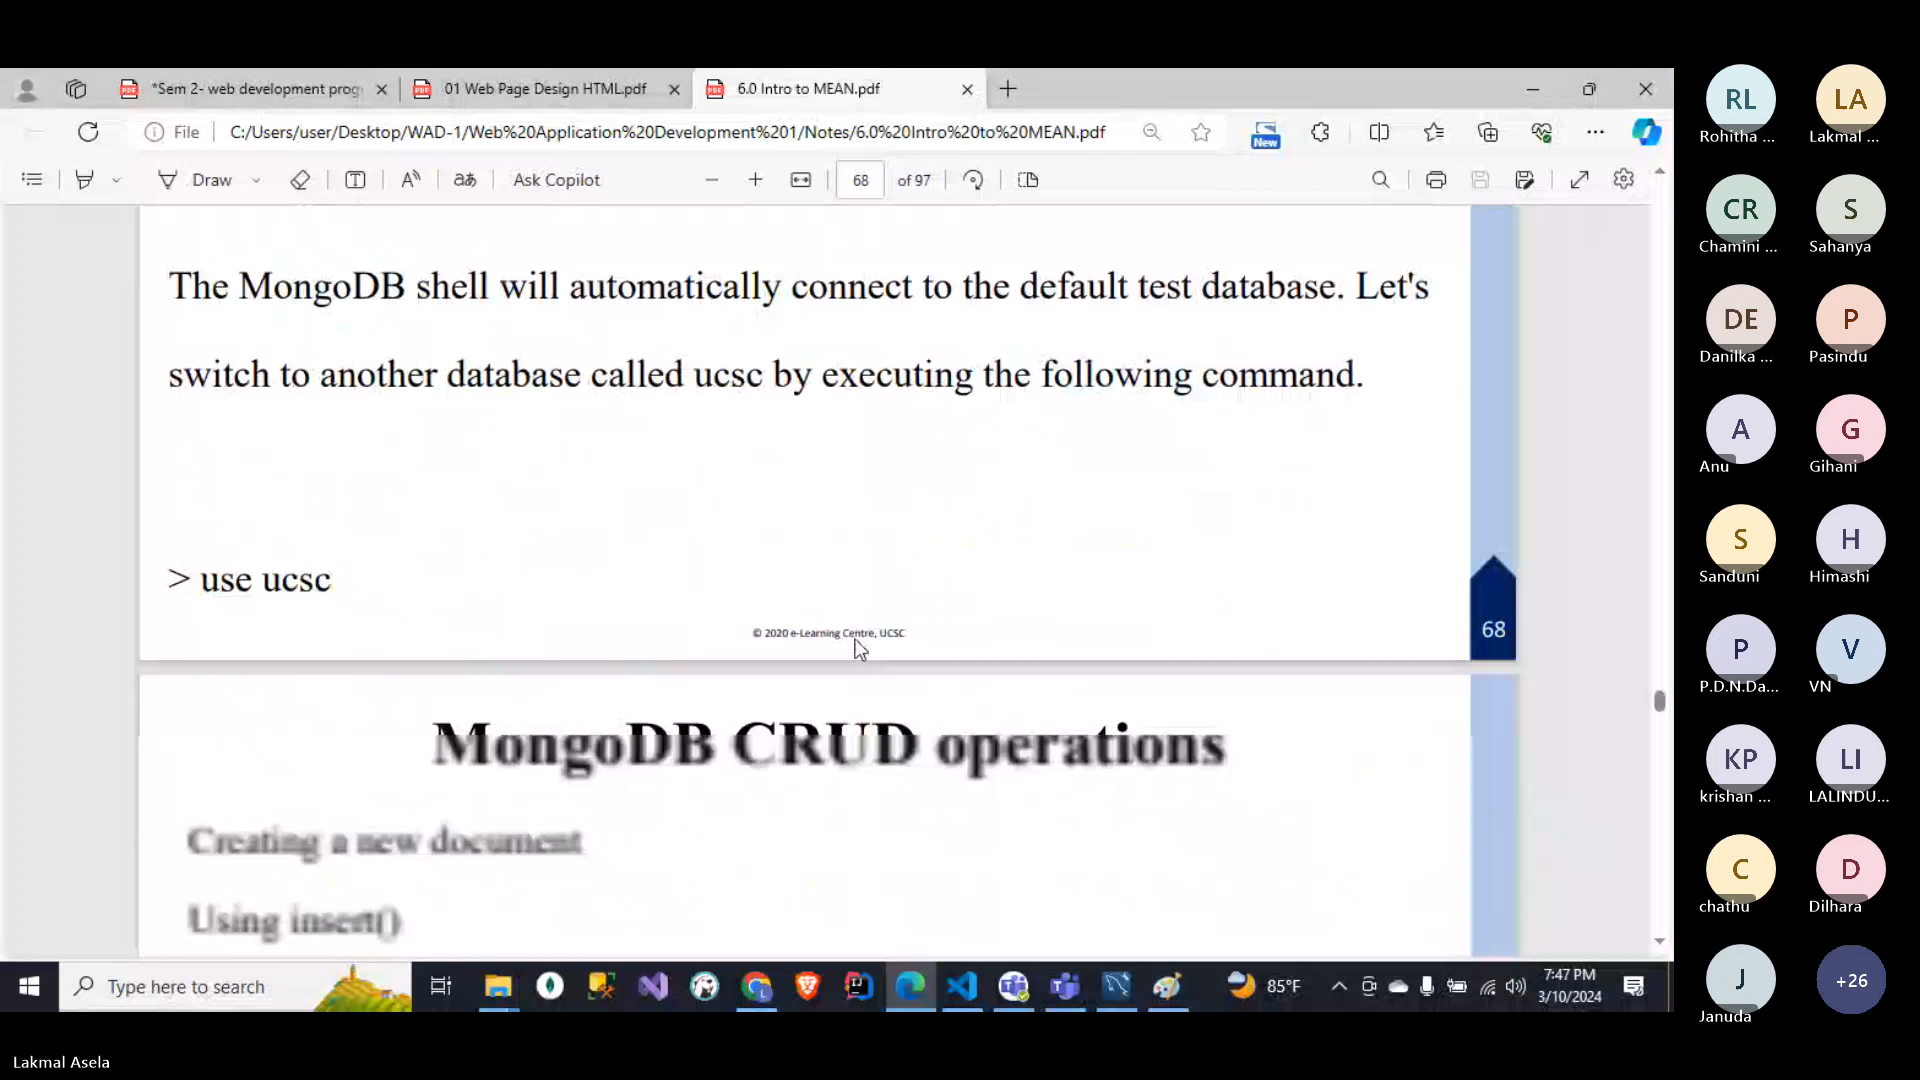 *Sem 2- web development prog
01 Web Page Design HTML.pdf
6.0 Intro to MEAN.pdf
File
C:/Users/user/Desktop/WAD-1/Web%20Application%20Development%201/Notes/6.0%20Intro%20to%20MEAN.pdf
New
Draw
aあ
Ask Copilot
68
of 97
The MongoDB shell will automatically connect to the default test database. Let's
switch to another database called ucsc by executing the following command.
> use ucsc
© 2020 e-Learning Centre, UCSC
68
MongoDB CRUD operations
Creating a new document
Using insert()
Type here to search
85°F
7:47 PM
3/10/2024
Lakmal Asela
RL
Rohitha ...
LA
Lakmal ...
CR
Chamini ...
S
Sahanya
DE
Danilka ...
P
Pasindu
A
Anu
G
Gihani
S
Sanduni
H
Himashi
P
P.D.N.Da...
V
VN
KP
krishan ...
LI
LALINDU...
C
chathu
D
Dilhara
J
Januda
+26